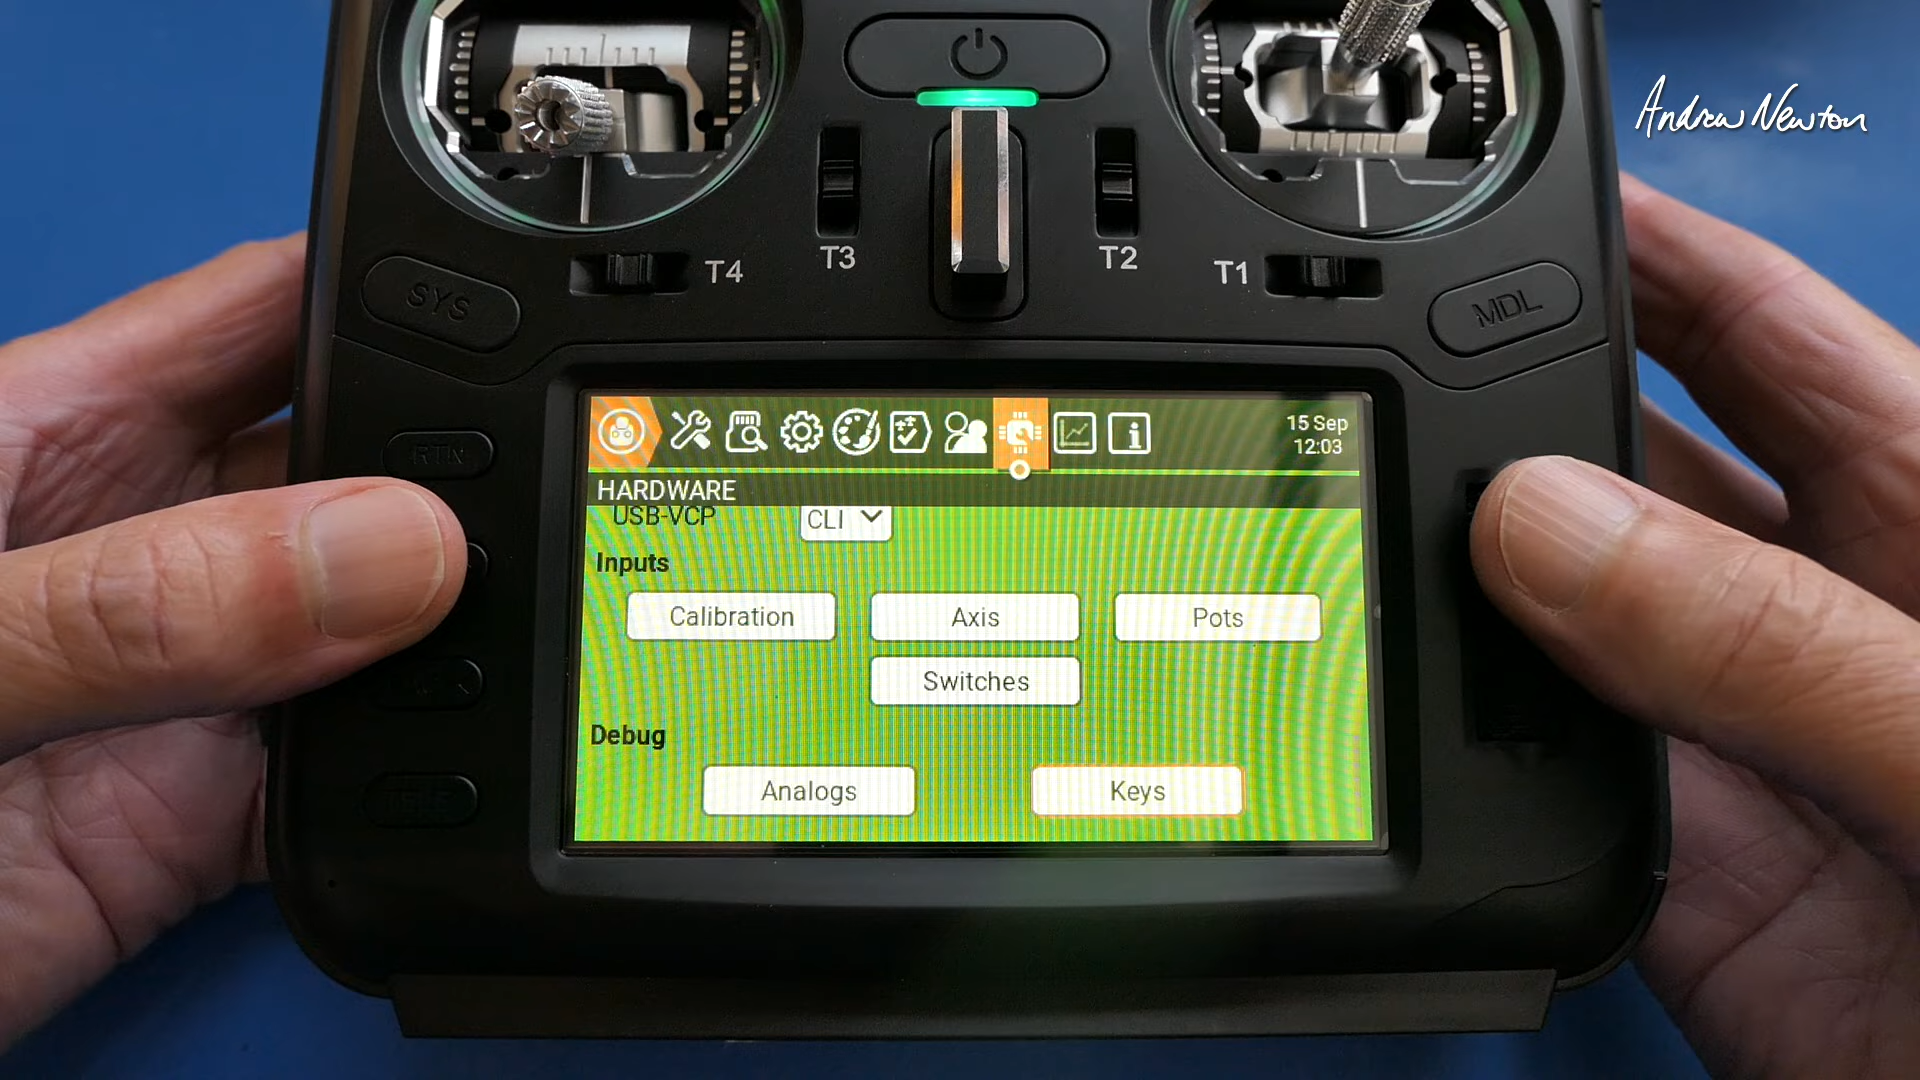 Andrew Newton
T4
T3
T2
T1
SYS
MDL
RTN
15 Sep
12:03
HARDWARE
USB-VCP
CLI
Inputs
Calibration
Axis
Pots
Switches
Debug
Analogs
Keys